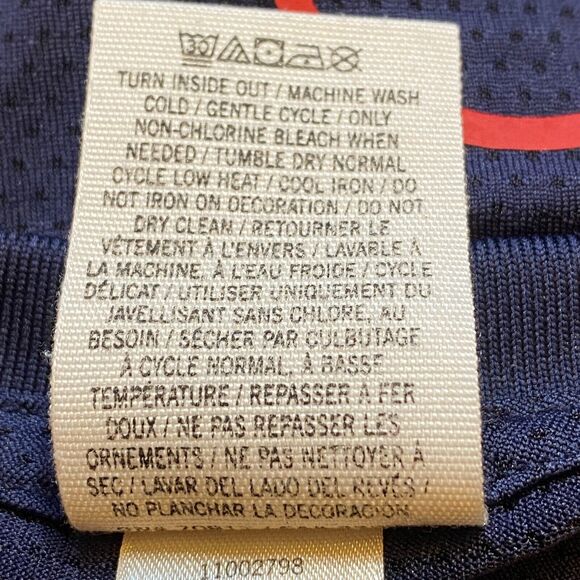 30
TURN INSIDE OUT / MACHINE WASH
COLD / GENTLE CYCLE / ONLY
NON-CHLORINE BLEACH WHEN
NEEDED / TUMBLE DRY NORMAL
CYCLE LOW HEAT / COOL IRON / DO
NOT IRON ON DECORATION / DO NOT
DRY CLEAN / RETOURNER LE
VÊTEMENT À L'ENVERS / LAVABLE À
LA MACHINE, À L'EAU FROIDE / CYCLE
DÉLICAT / UTILISER UNIQUEMENT DU
JAVELLISANT SANS CHLORE, AU
BESOIN / SÉCHER PAR CULBUTAGE
À CYCLE NORMAL, À BASSE
TEMPÉRATURE / REPASSER À FER
DOUX / NE PAS REPASSER LES
ORNEMENTS / NE PAS NETTOYER À
SEC / LAVAR DEL LADO DEL REVÉS /
NO PLANCHAR LA DECORACIÓN
11002798